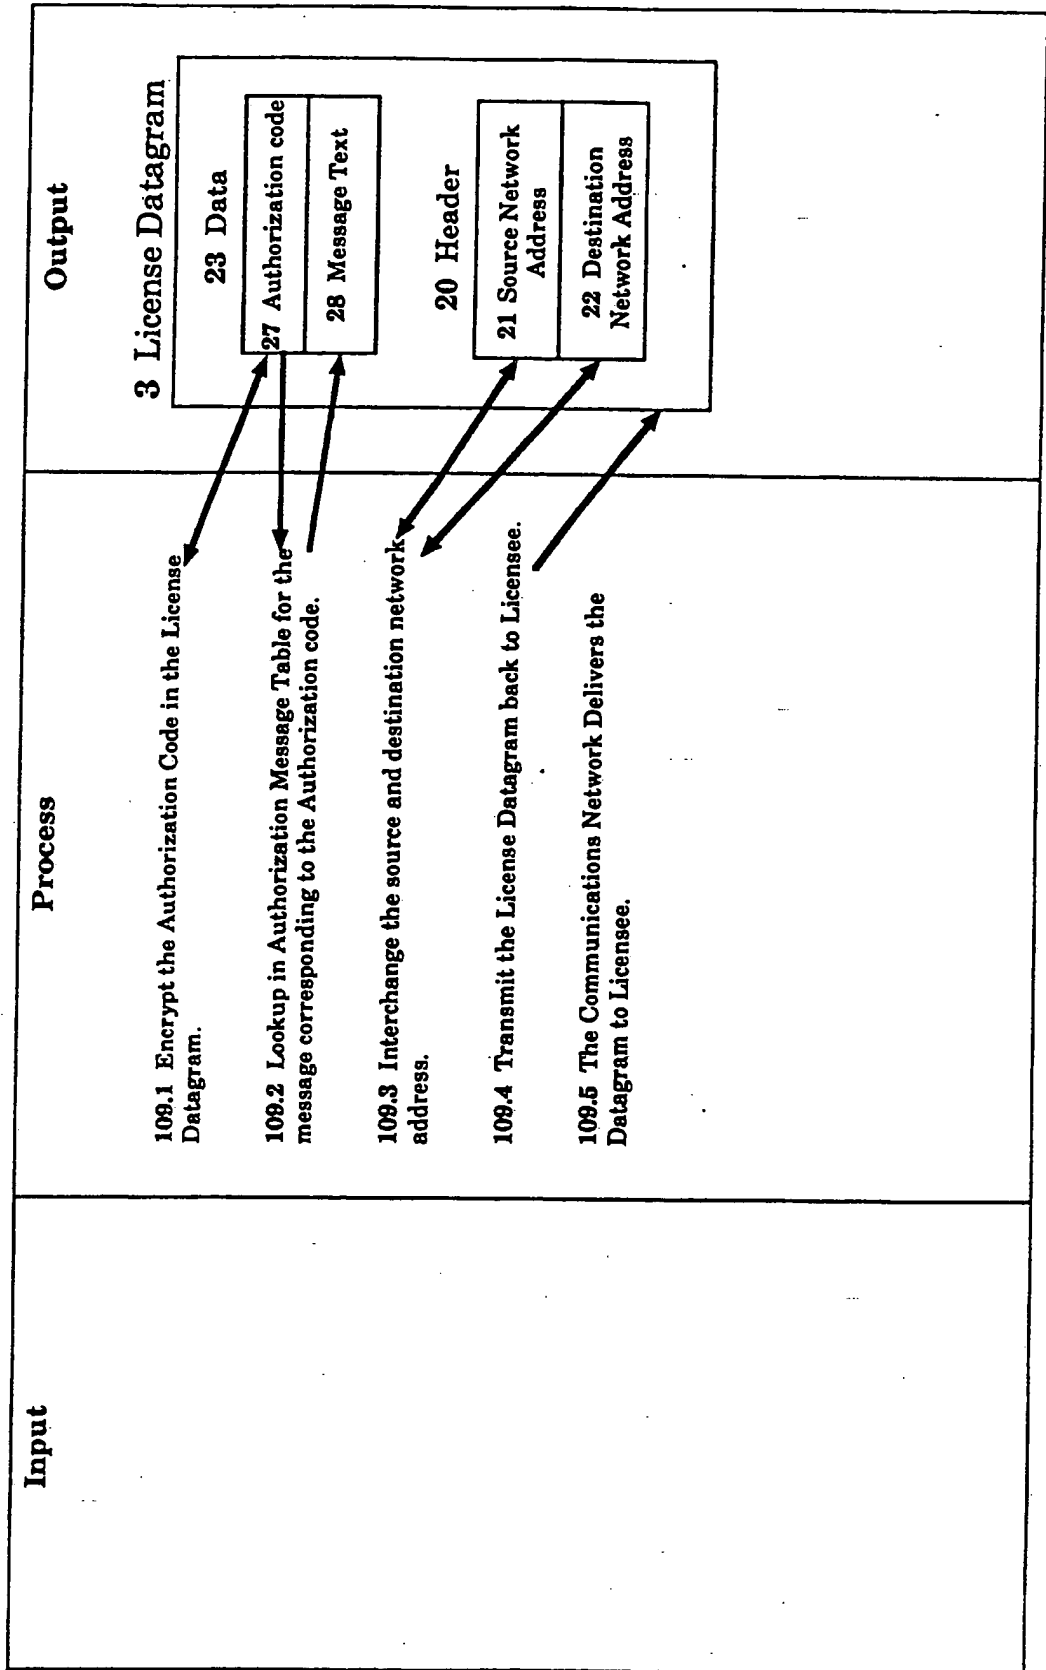 Input
Process
Output
109.1 Encrypt the Authorization Code in the License
Datagram.
109.2 Lookup in Authorization Message Table for the
message corresponding to the Authorization code.
109.3 Interchange the source and destination network
address.
109.4 Transmit the License Datagram back to Licensee.
109.5 The Communications Network Delivers the
Datagram to Licensee.
3 License Datagram
23 Data
27 Authorization code
28 Message Text
20 Header
21 Source Network
Address
22 Destination
Network Address